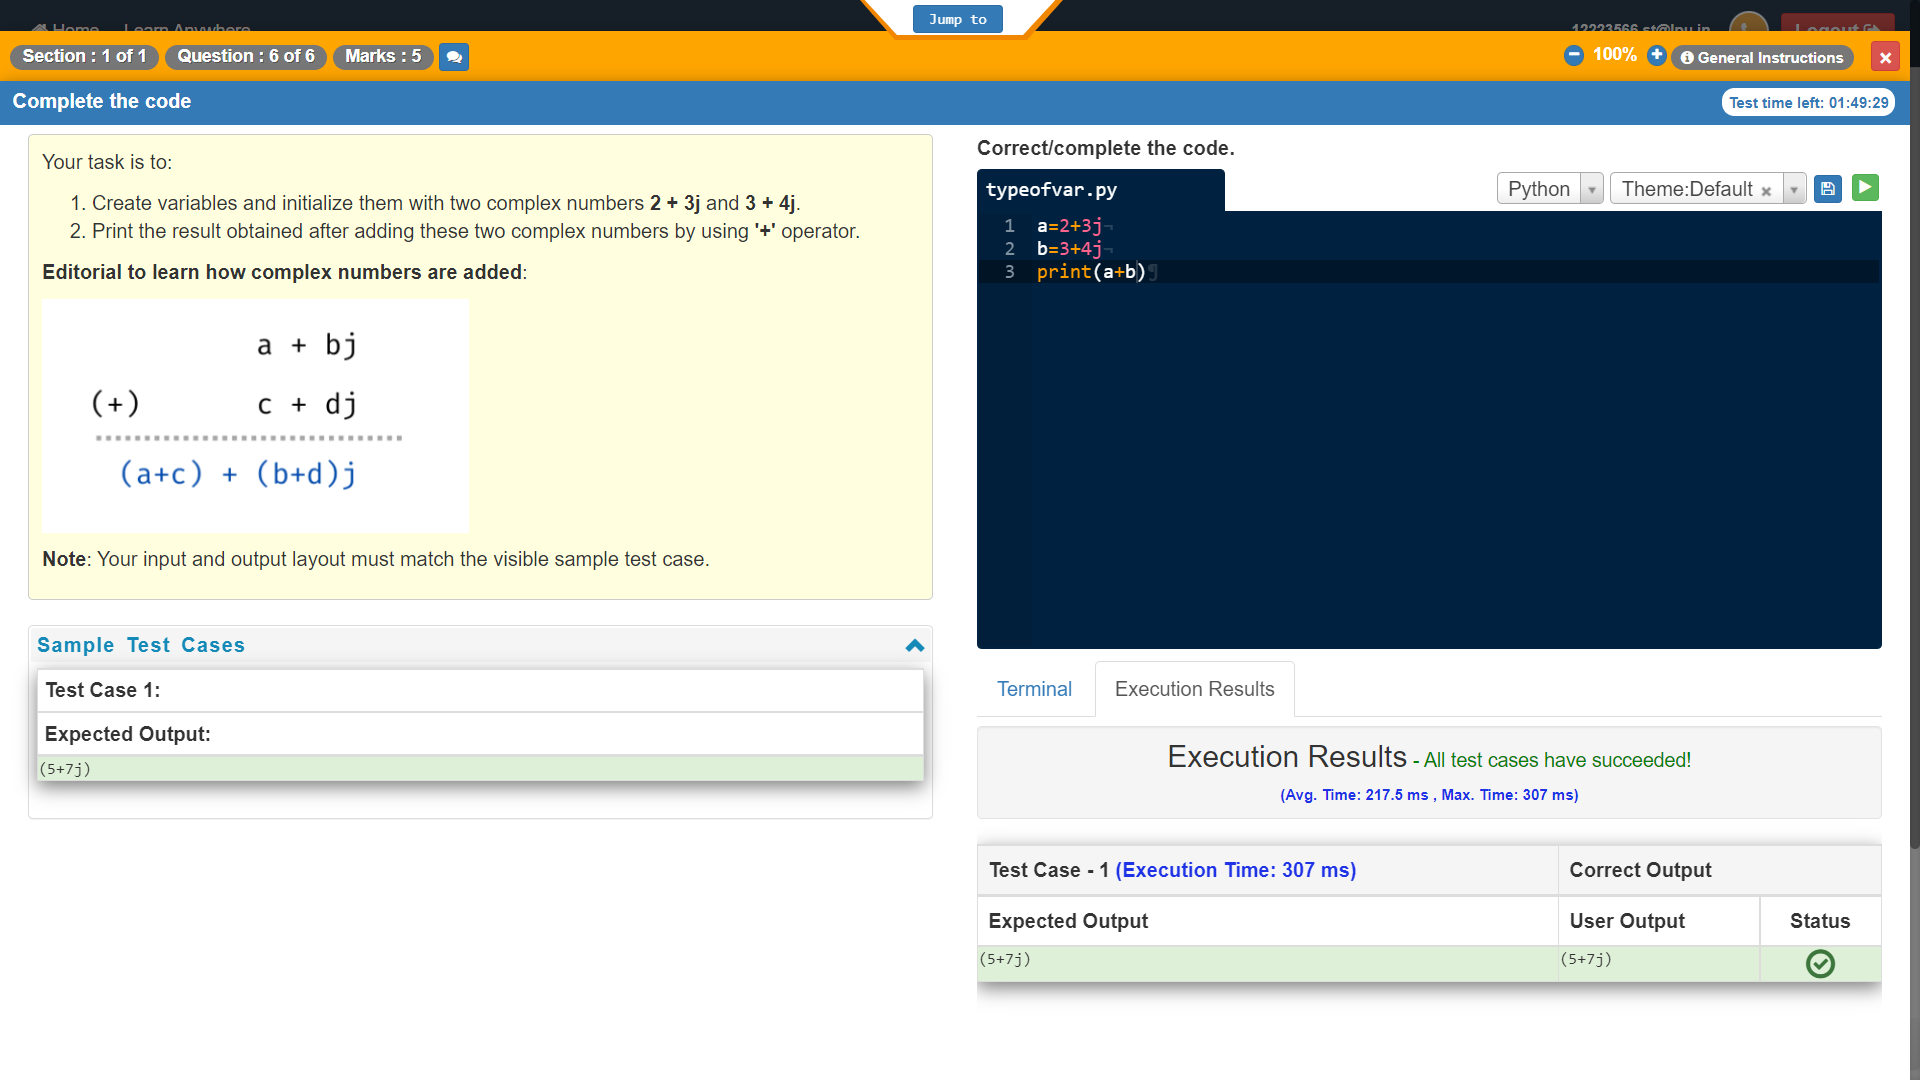 Home Learn Anywhere
Jump to
12223566.st@lpu.in Logout
Section : 1 of 1 Question : 6 of 6 Marks : 5
100% General Instructions
Complete the code
Test time left: 01:49:29
Your task is to:
1. Create variables and initialize them with two complex numbers 2 + 3j and 3 + 4j.
2. Print the result obtained after adding these two complex numbers by using '+' operator.
Editorial to learn how complex numbers are added:
a + bj
(+) c + dj
(a+c) + (b+d)j
Note: Your input and output layout must match the visible sample test case.
Sample Test Cases
Test Case 1:
Expected Output:
(5+7j)
Correct/complete the code.
typeofvar.py
Python Theme:Default
1 a=2+3j¬
2 b=3+4j¬
3 print(a+b)¶
Terminal Execution Results
Execution Results - All test cases have succeeded!
(Avg. Time: 217.5 ms , Max. Time: 307 ms)
Test Case - 1 (Execution Time: 307 ms) Correct Output
Expected Output User Output Status
(5+7j) (5+7j)